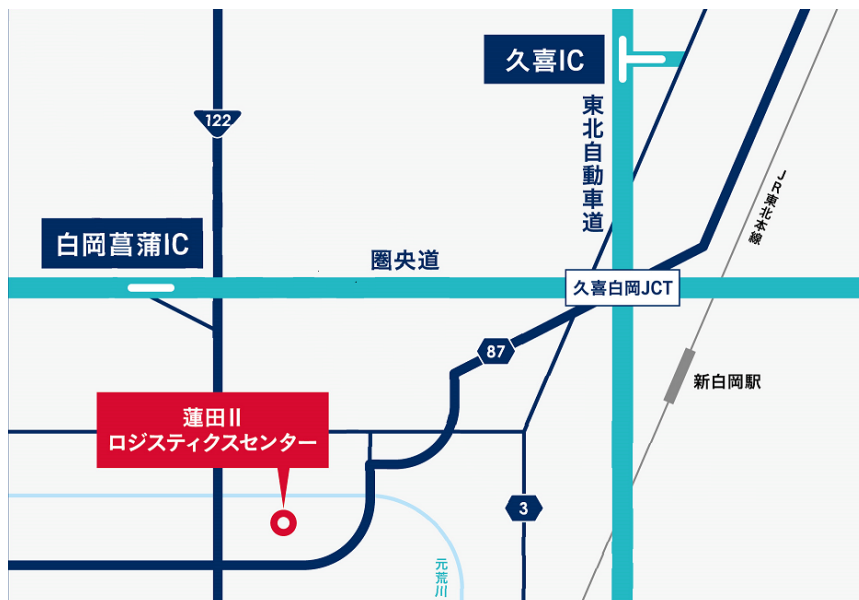 久喜IC
東北自動車道
122
JR東北本線
白岡菖蒲IC
圏央道
久喜白岡JCT
87
新白岡駅
蓮田II
ロジスティクスセンター
3
元荒川